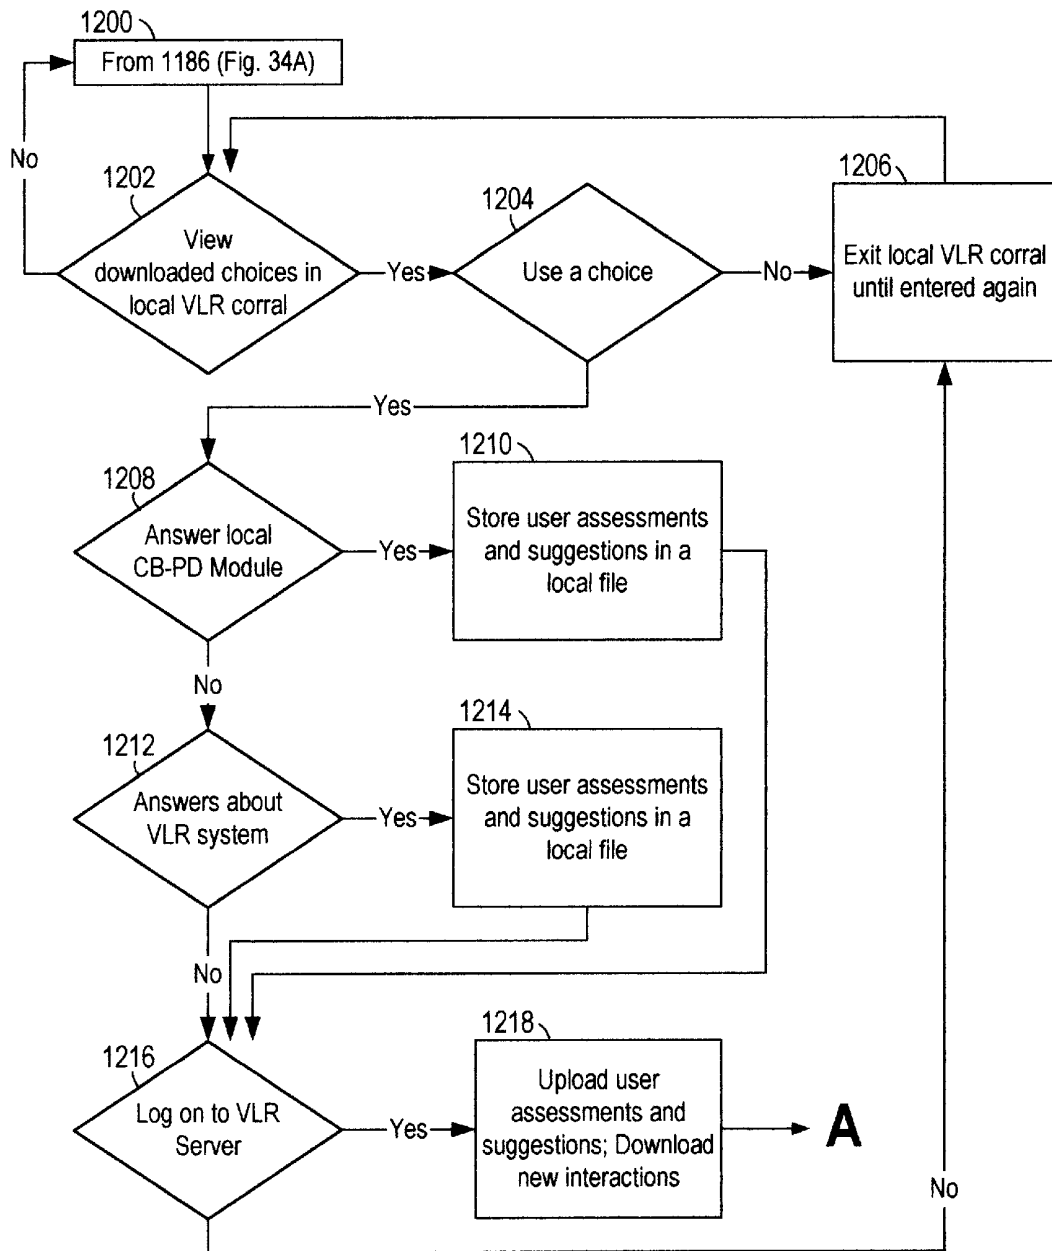 1200
From 1186 (Fig. 34A)
No
1202
View
downloaded choices in
local VLR corral
Yes
1204
Use a choice
No
1206
Exit local VLR corral
until entered again
Yes
1208
Answer local
CB-PD Module
Yes
1210
Store user assessments
and suggestions in a
local file
No
1212
Answers about
VLR system
Yes
1214
Store user assessments
and suggestions in a
local file
No
1216
Log on to VLR
Server
Yes
1218
Upload user
assessments and
suggestions; Download
new interactions
A
No